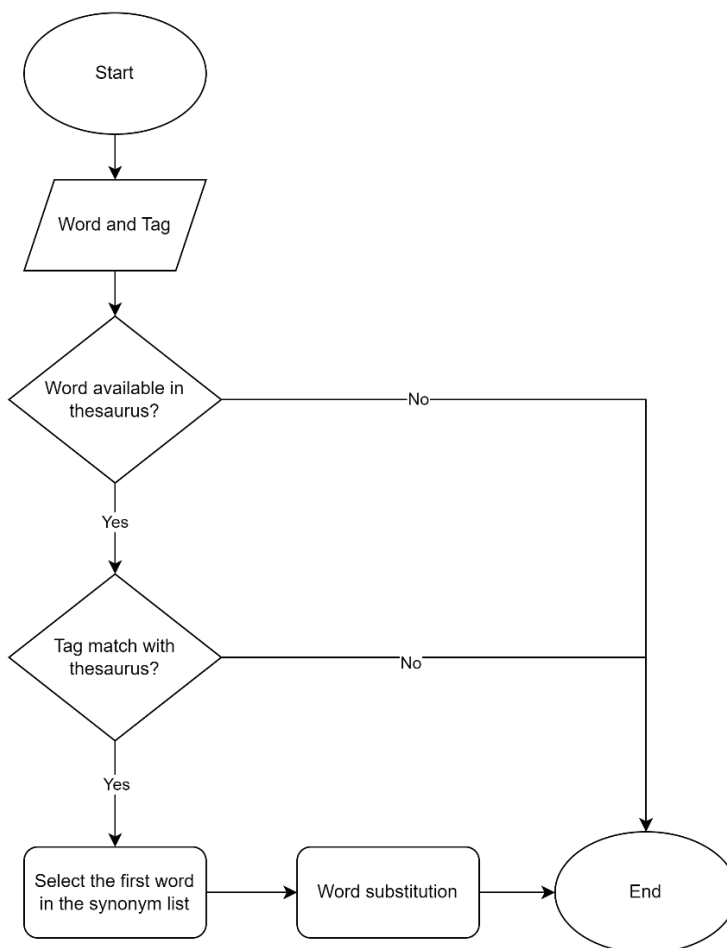 Start
Word and Tag
Word available in
thesaurus?
No
Yes
Tag match with
thesaurus?
No
Yes
Select the first word
in the synonym list
Word substitution
End